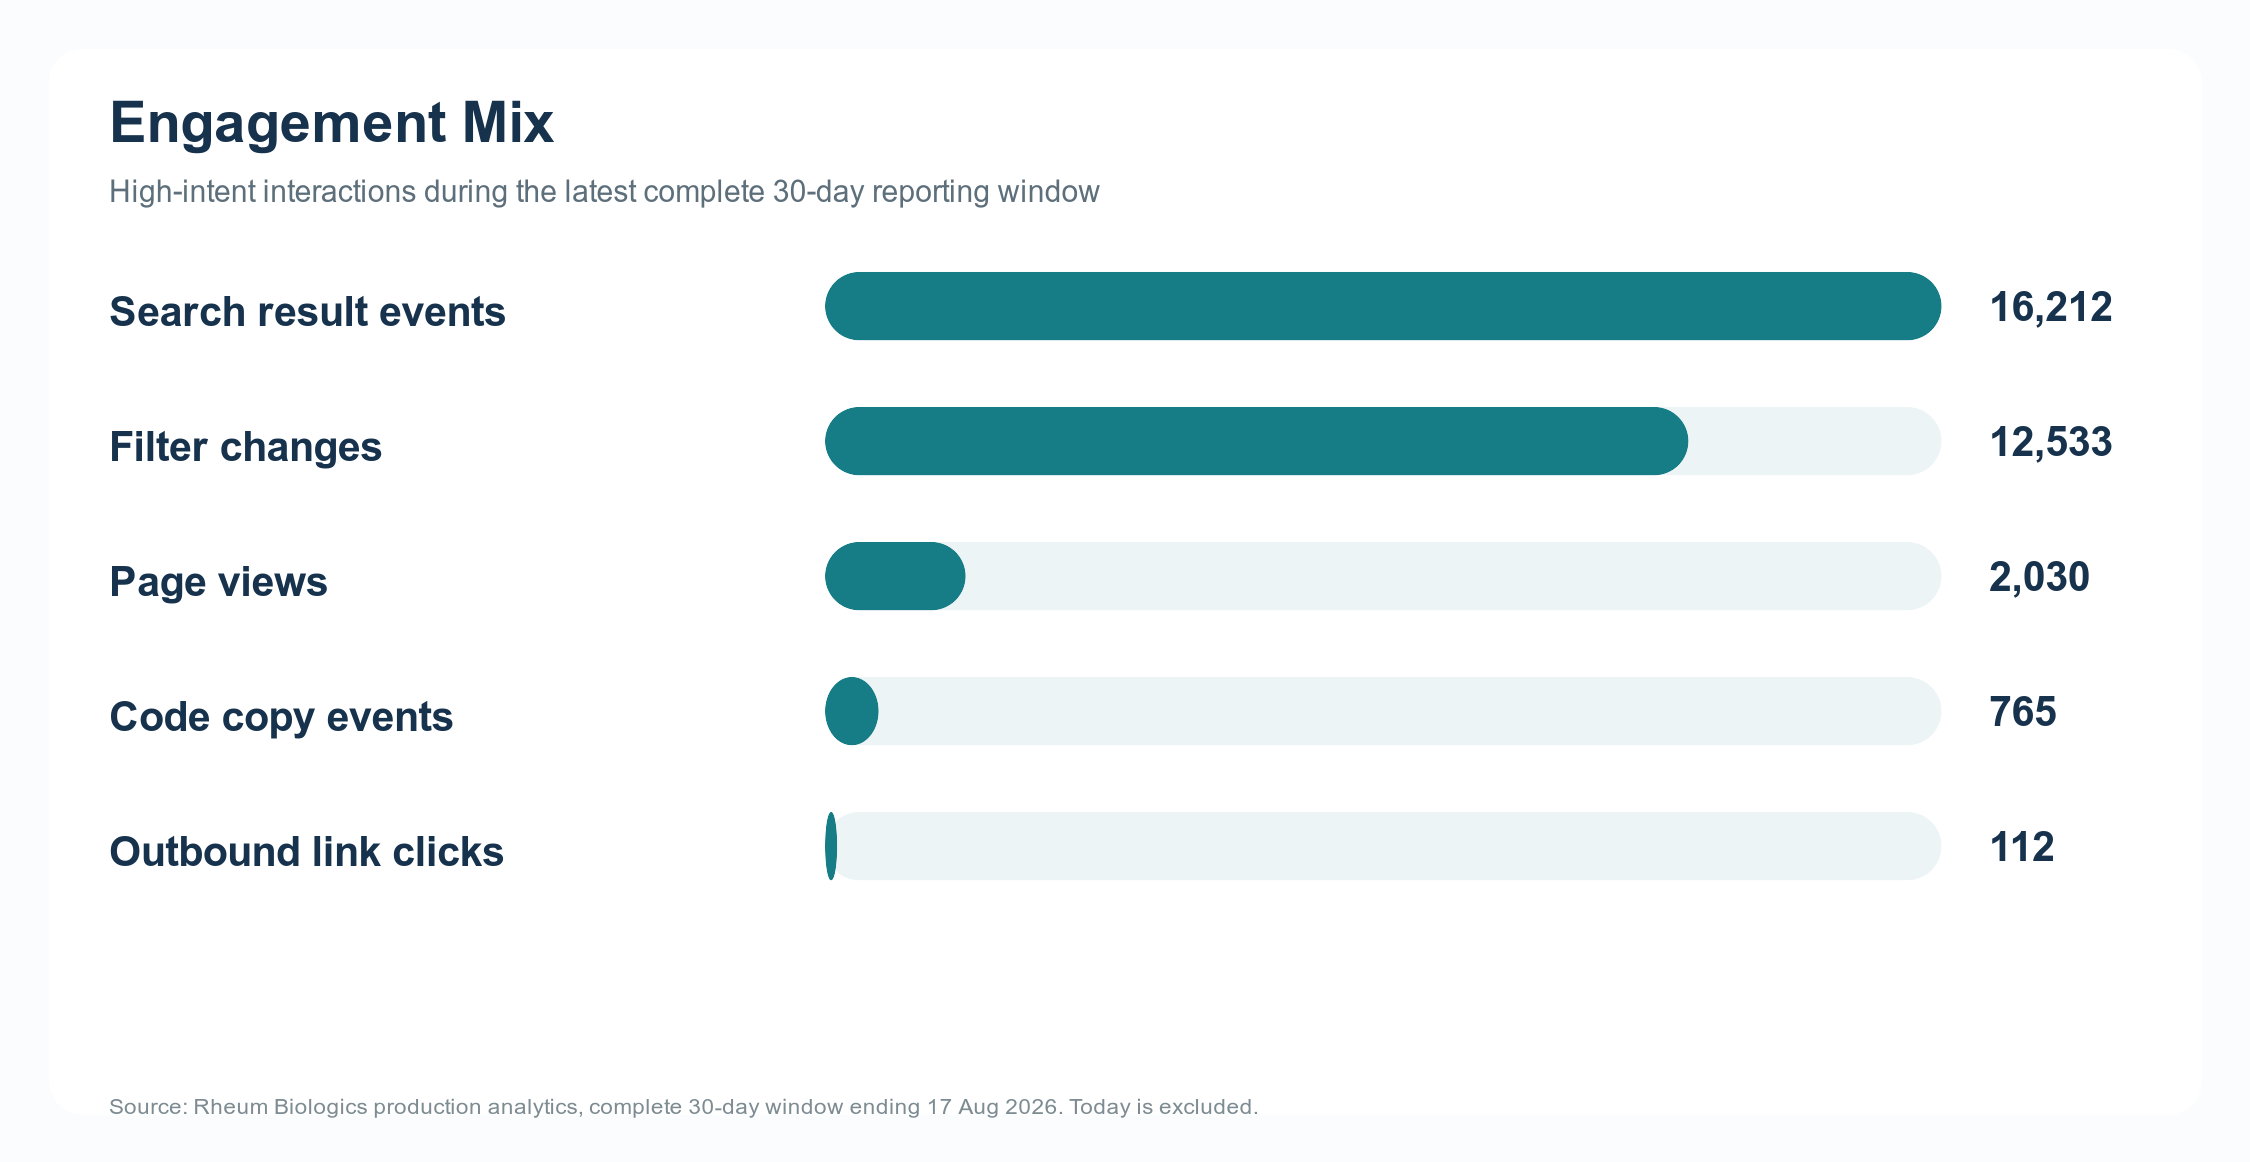 Engagement Mix
High-intent interactions during the latest complete 30-day reporting window
Search result events 16,212
Filter changes 12,533
Page views 2,030
Code copy events 765
Outbound link clicks 112
Source: Rheum Biologics production analytics, complete 30-day window ending 17 Aug 2026. Today is excluded.